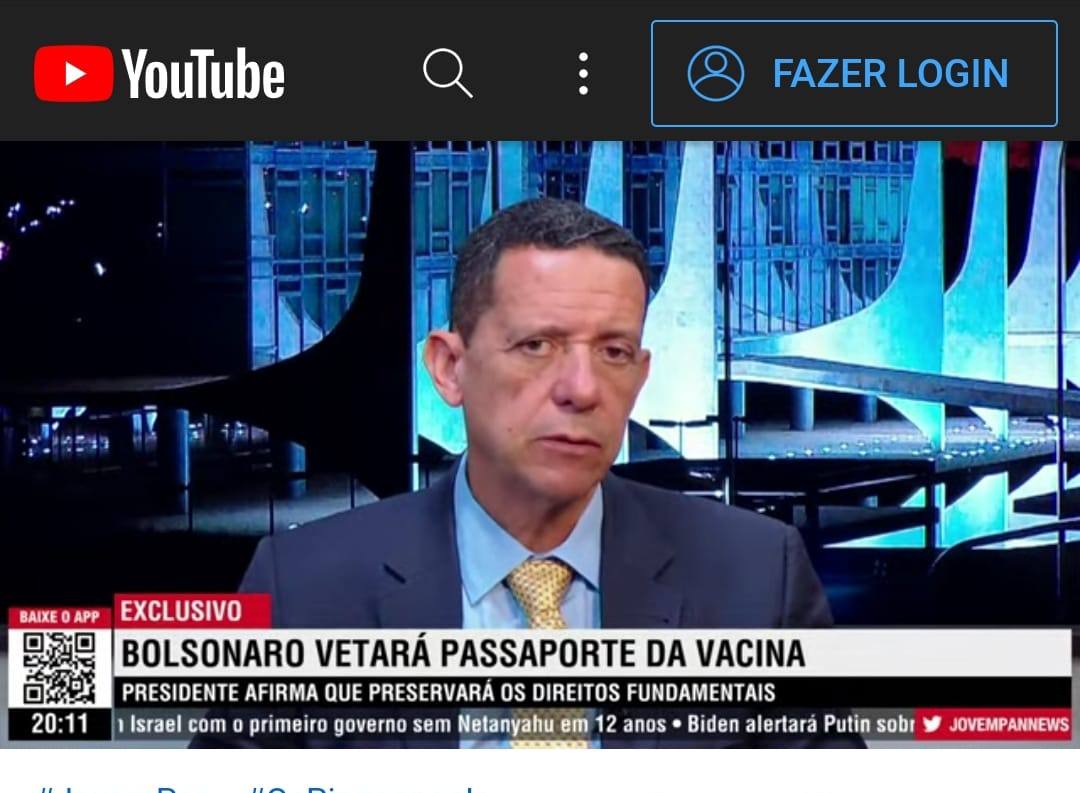 YouTube
FAZER LOGIN
BAIXE O APP
EXCLUSIVO
BOLSONARO VETARÁ PASSAPORTE DA VACINA
PRESIDENTE AFIRMA QUE PRESERVARÁ OS DIREITOS FUNDAMENTAIS
20:11
Israel com o primeiro governo sem Netanyahu em 12 anos • Biden alertará Putin sobr
JOVEMPANNEWS